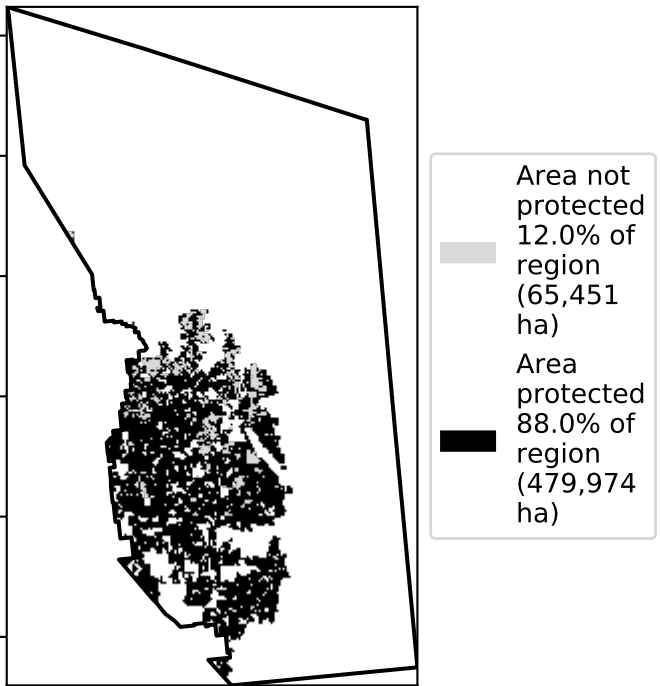 Area not
protected
12.0% of
region
(65,451
ha)
Area
protected
88.0% of
region
(479,974
ha)